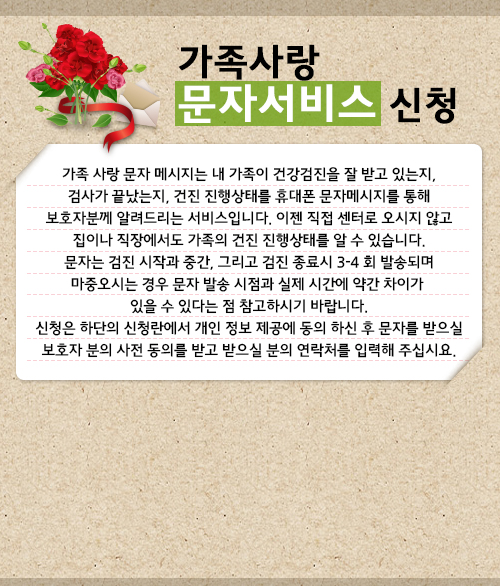 가족사랑
문자서비스 신청
가족 사랑 문자 메시지는 내 가족이 건강검진을 잘 받고 있는지,
검사가 끝났는지, 건진 진행상태를 휴대폰 문자메시지를 통해
보호자분께 알려드리는 서비스입니다. 이젠 직접 센터로 오시지 않고
집이나 직장에서도 가족의 건진 진행상태를 알 수 있습니다.
문자는 검진 시작과 중간, 그리고 검진 종료시 3-4 회 발송되며
마중오시는 경우 문자 발송 시점과 실제 시간에 약간 차이가
있을 수 있다는 점 참고하시기 바랍니다.
신청은 하단의 신청란에서 개인 정보 제공에 동의 하신 후 문자를 받으실
보호자 분의 사전 동의를 받고 받으실 분의 연락처를 입력해 주십시요.